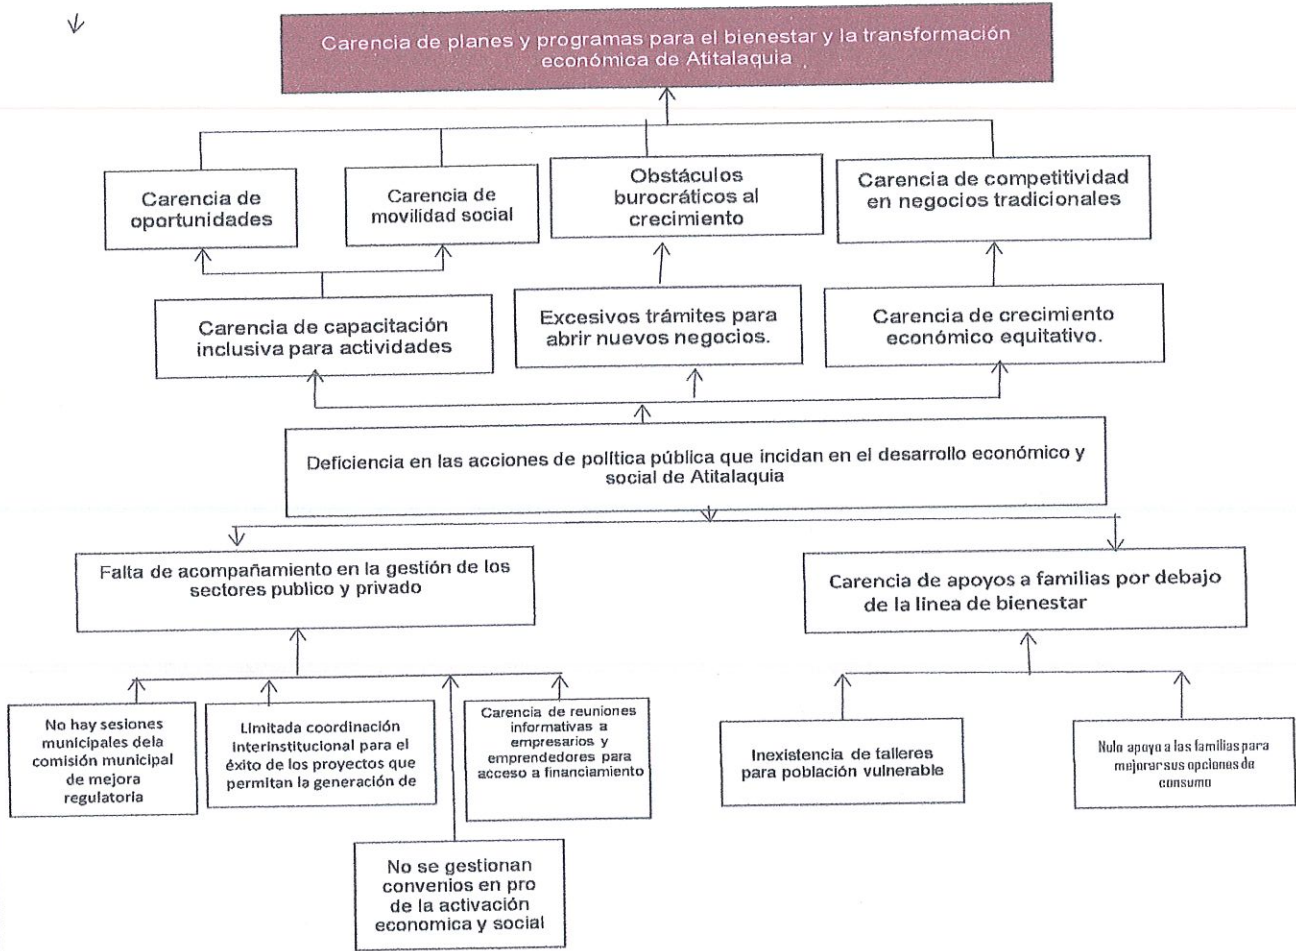 Carencia de planes y programas para el bienestar y la transformación
económica de Atitalaquia
Carencia de
oportunidades
Carencia de
movilidad social
Obstáculos
burocráticos al
crecimiento
Carencia de competitividad
en negocios tradicionales
Carencia de capacitación
inclusiva para actividades
Excesivos trámites para
abrir nuevos negocios.
Carencia de crecimiento
económico equitativo.
Deficiencia en las acciones de política pública que incidan en el desarrollo económico y
social de Atitalaquia
Falta de acompañamiento en la gestión de los
sectores publico y privado
Carencia de apoyos a familias por debajo
de la linea de bienestar
No hay sesiones
municipales dela
comisión municipal
de mejora
regulatoria
Limitada coordinación
interinstitucional para el
éxito de los proyectos que
permitan la generación de
Carencia de reuniones
informativas a
empresarios y
emprendedores para
acceso a financiamiento
Inexistencia de talleres
para población vulnerable
Nulo apoyo a las familias para
mejorar sus opciones de
consumo
No se gestionan
convenios en pro
de la activación
economica y social